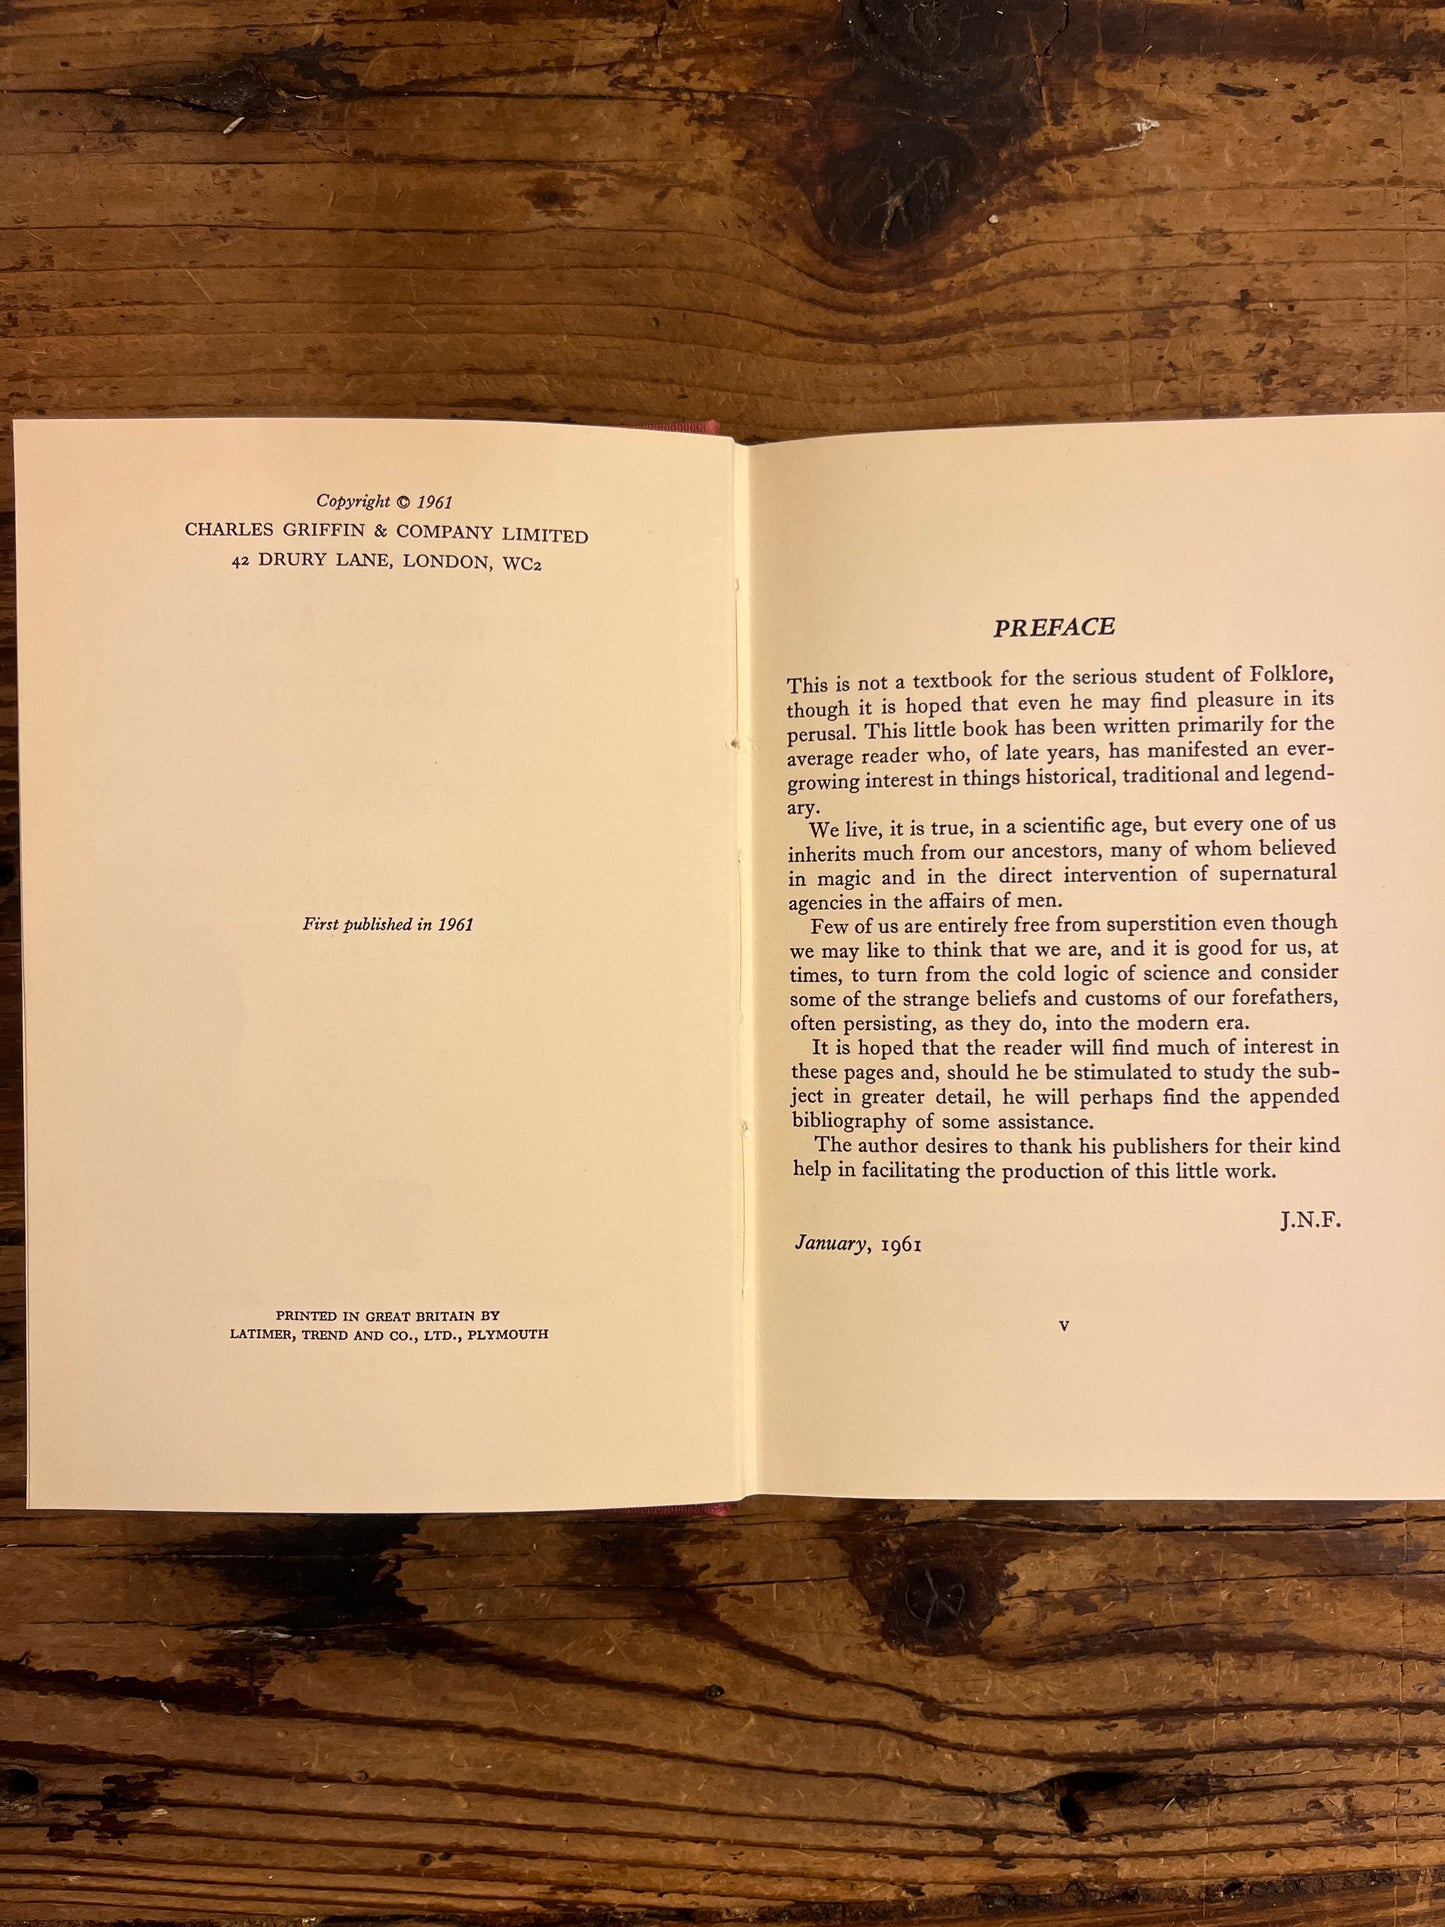 Copyright © 1961
CHARLES GRIFFIN & COMPANY LIMITED
42 DRURY LANE, LONDON, WC2
First published in 1961
PRINTED IN GREAT BRITAIN BY
LATIMER, TREND AND CO., LTD., PLYMOUTH
PREFACE
This is not a textbook for the serious student of Folklore,
though it is hoped that even he may find pleasure in its
perusal. This little book has been written primarily for the
average reader who, of late years, has manifested an ever-
growing interest in things historical, traditional and legend-
ary.
We live, it is true, in a scientific age, but every one of us
inherits much from our ancestors, many of whom believed
in magic and in the direct intervention of supernatural
agencies in the affairs of men.
Few of us are entirely free from superstition even though
we may like to think that we are, and it is good for us, at
times, to turn from the cold logic of science and consider
some of the strange beliefs and customs of our forefathers,
often persisting, as they do, into the modern era.
It is hoped that the reader will find much of interest in
these pages and, should he be stimulated to study the sub-
ject in greater detail, he will perhaps find the appended
bibliography of some assistance.
The author desires to thank his publishers for their kind
help in facilitating the production of this little work.
J.N.F.
January, 1961
v